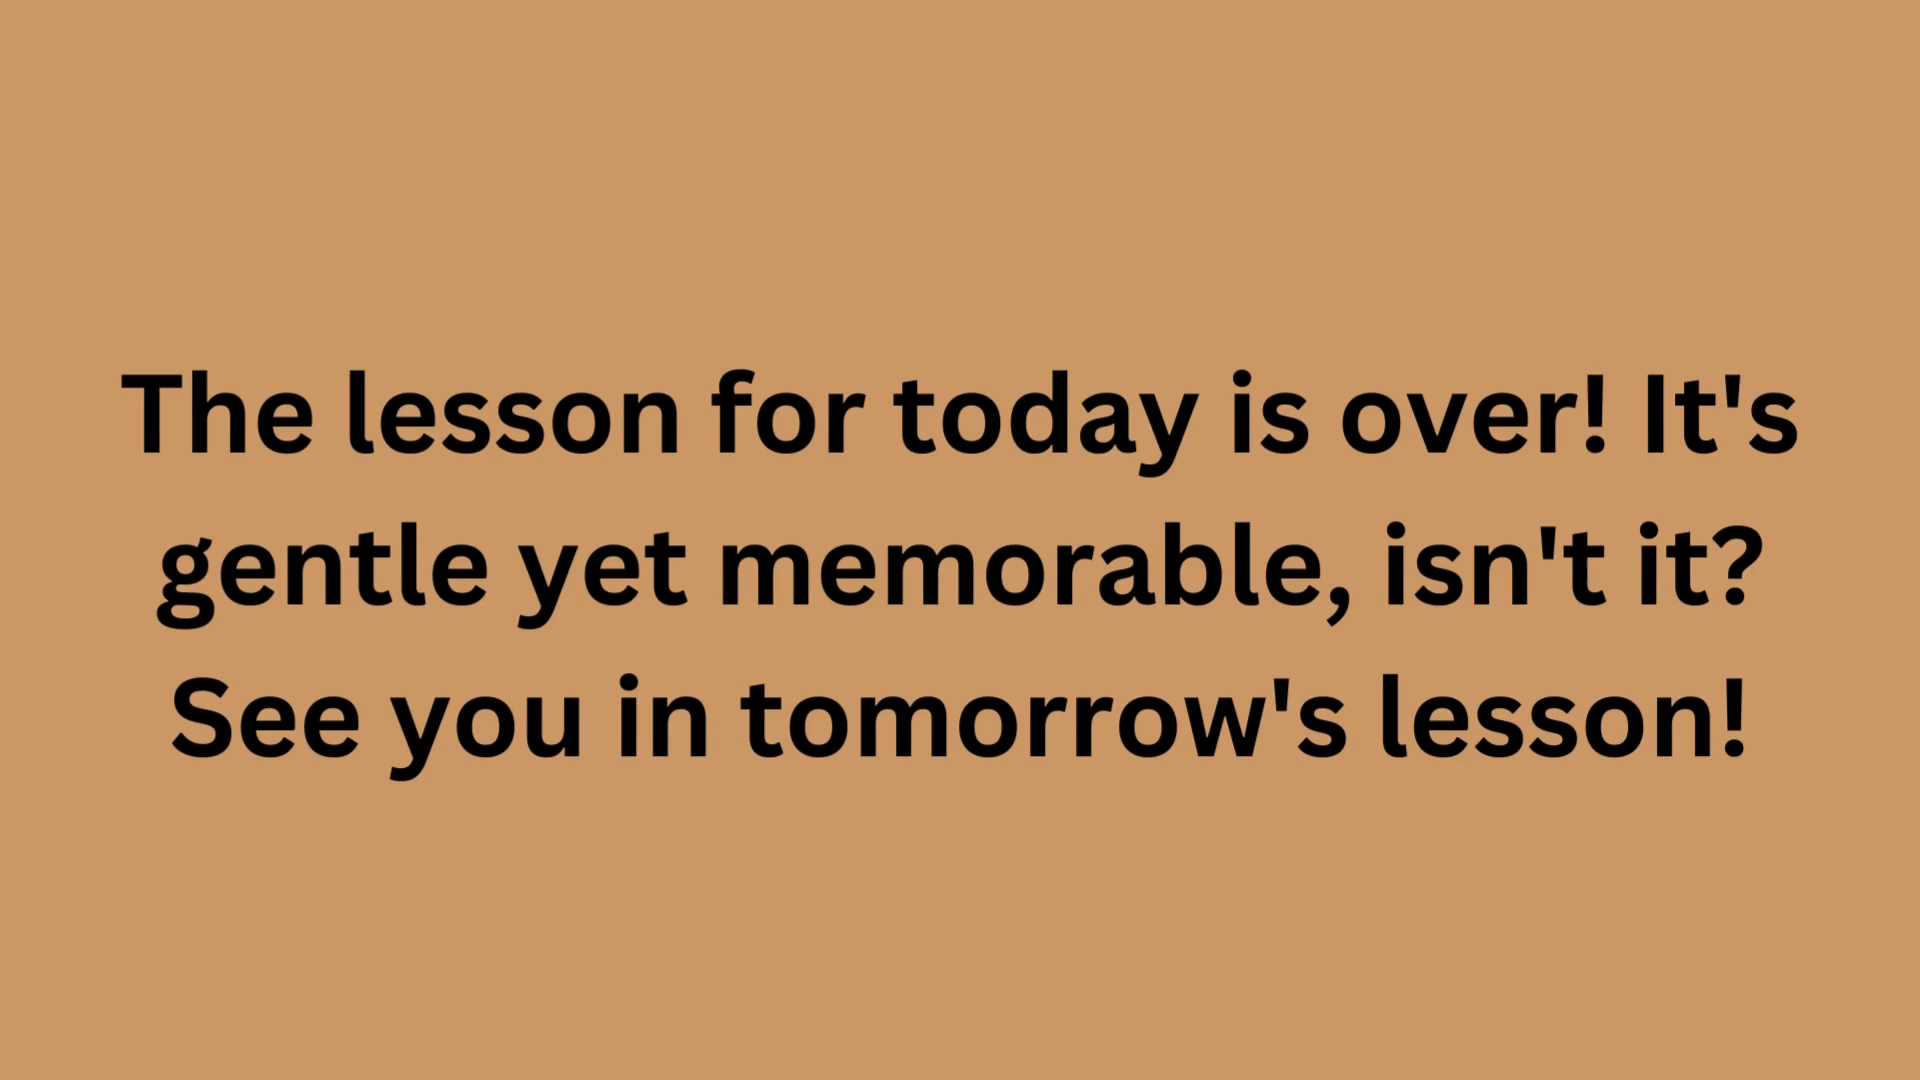 The lesson for today is over! It's
gentle yet memorable, isn't it?
See you in tomorrow's lesson!